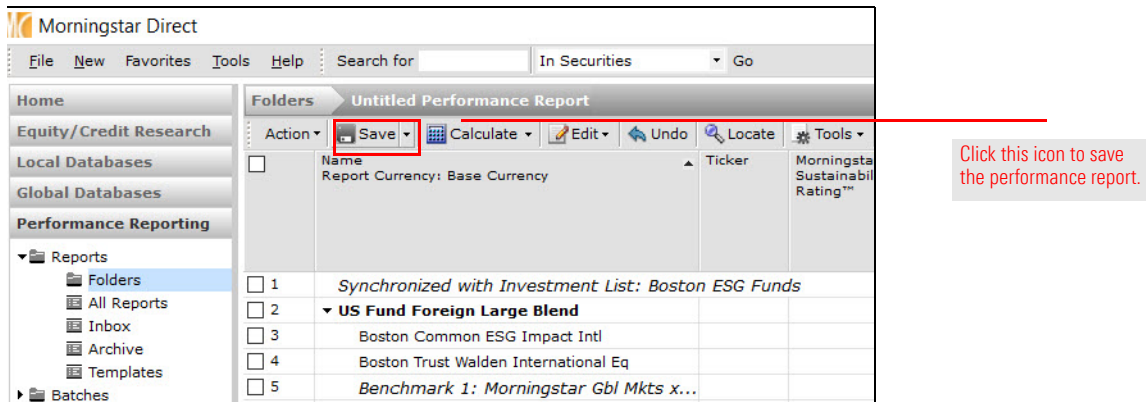 Morningstar Direct
File New Favorites Tools Help Search for In Securities Go
Home
Equity/Credit Research
Local Databases
Global Databases
Performance Reporting
Reports
Folders
All Reports
Inbox
Archive
Templates
Batches
Folders Untitled Performance Report
Action Save Calculate Edit Undo Locate Tools
Name
Report Currency: Base Currency
Ticker
Morningsta
Sustainabil
Rating™
1 Synchronized with Investment List: Boston ESG Funds
2 US Fund Foreign Large Blend
3 Boston Common ESG Impact Intl
4 Boston Trust Walden International Eq
5 Benchmark 1: Morningstar Gbl Mkts x...
Click this icon to save
the performance report.